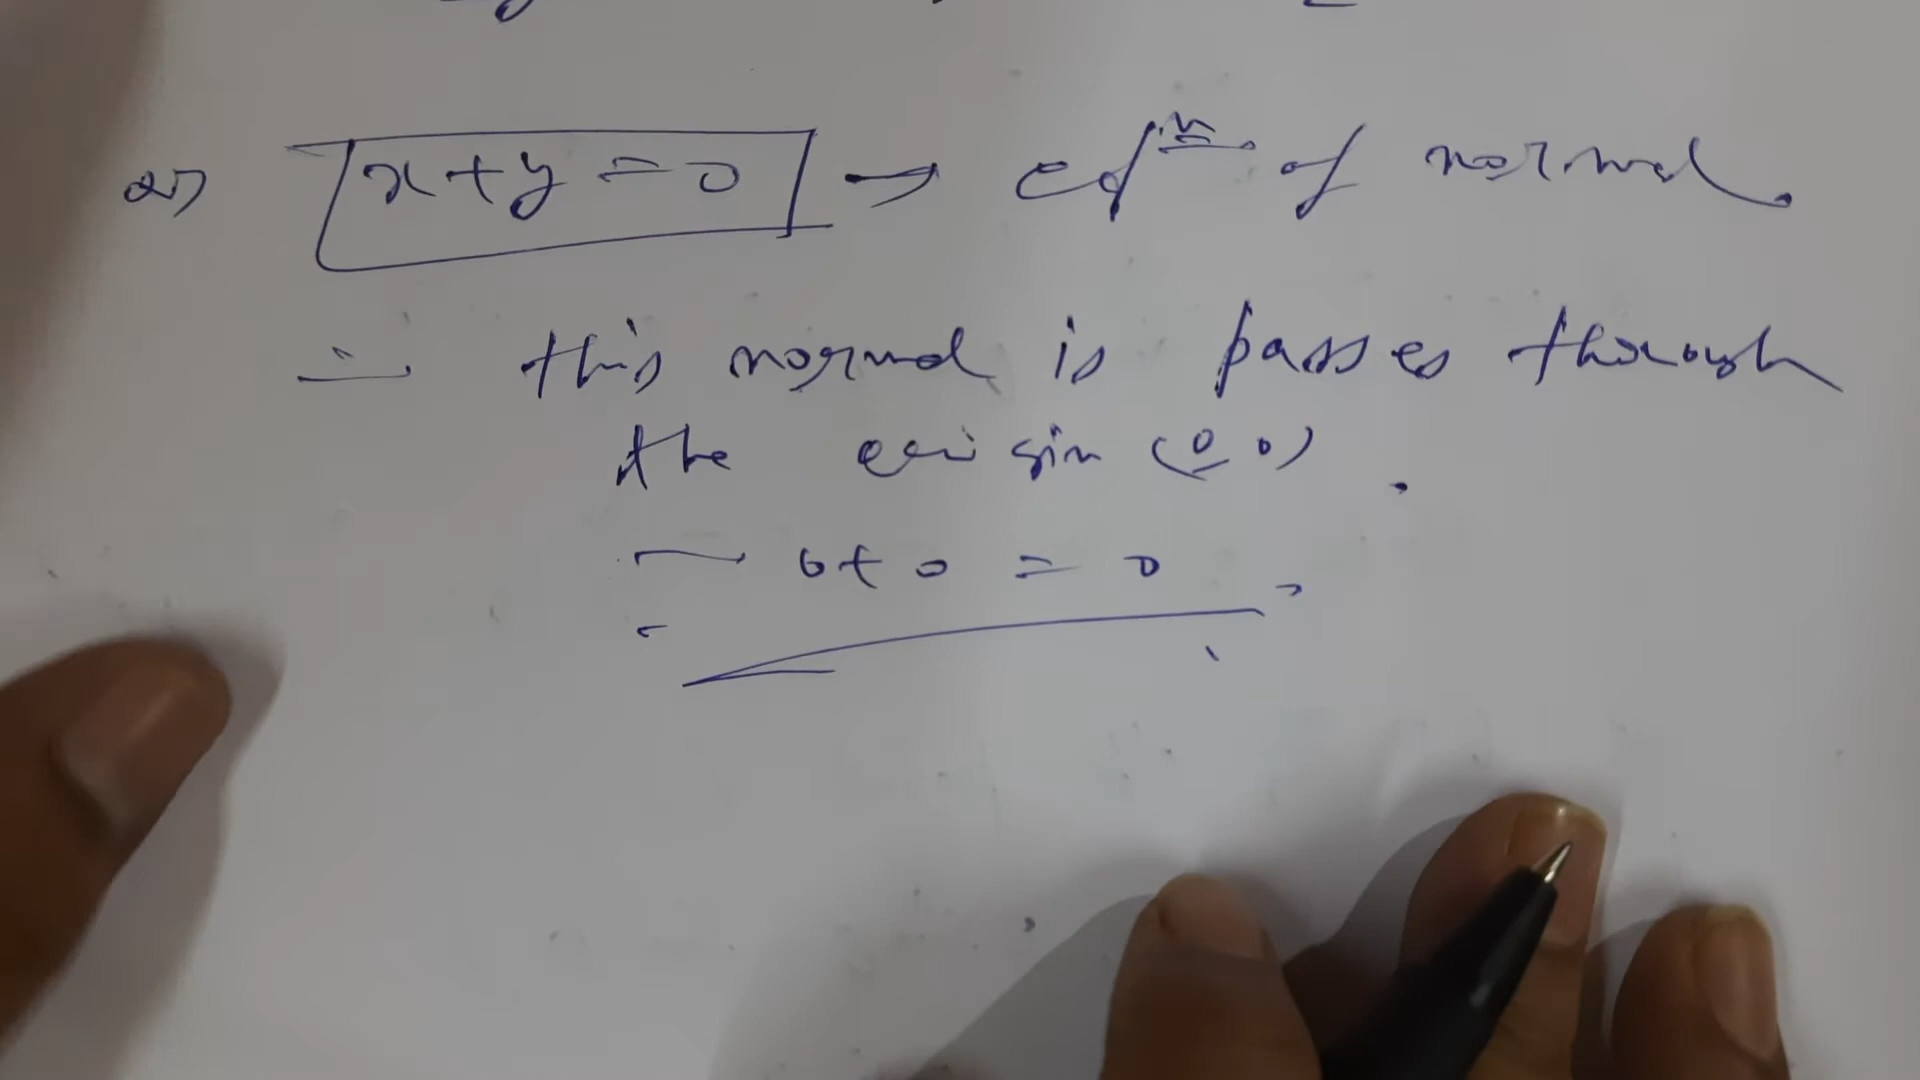 or, x+y=0 → eqn. of normal.
∴ this normal is passes through
the origin (0,0).
∴ 0+0=0